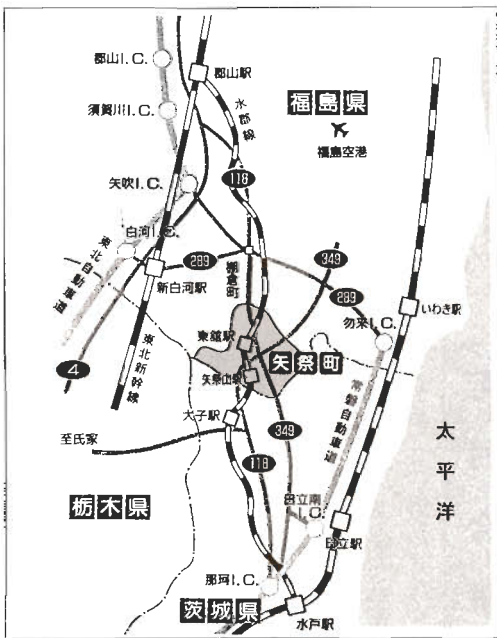 郡山I.C.
郡山駅
須賀川I.C.
水郡線
福島県
福島空港
矢吹I.C.
118
白河I.C.
289
349
棚倉町
289
新白河駅
東北自動車道
いわき駅
勿来I.C.
東舘駅
矢祭町
矢祭山駅
4
東北新幹線
常磐自動車道
大子駅
349
至氏家
118
太平洋
栃木県
日立南I.C.
日立駅
那珂I.C.
茨城県
水戸駅